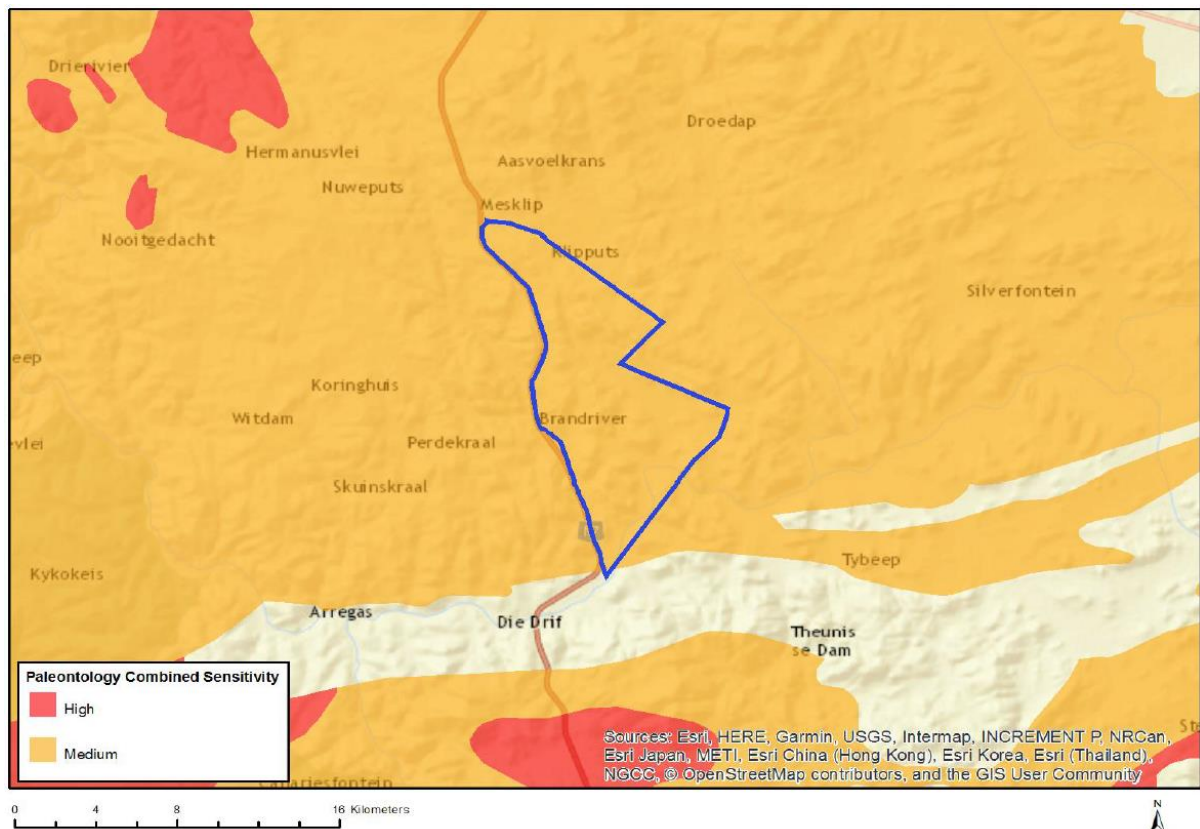 Drierivier
Droedap
Hermanusvlei
Aasvoelkrans
Nuweputs
Mesklip
Nooitgedacht
Klipputs
Silverfontein
eep
Koringhuis
Witdam
Brandriver
Perdekraal
evlei
Skuinskraal
Tybeep
Kykokeis
Arregas
Die Drif
Theunis
se Dam
Paleontology Combined Sensitivity
High
Medium
Ste
Sources: Esri, HERE, Garmin, USGS, Intermap, INCREMENT P, NRCan,
Esri Japan, METI, Esri China (Hong Kong), Esri Korea, Esri (Thailand),
NGCC, © OpenStreetMap contributors, and the GIS User Community
0 4 8 16 Kilometers
N